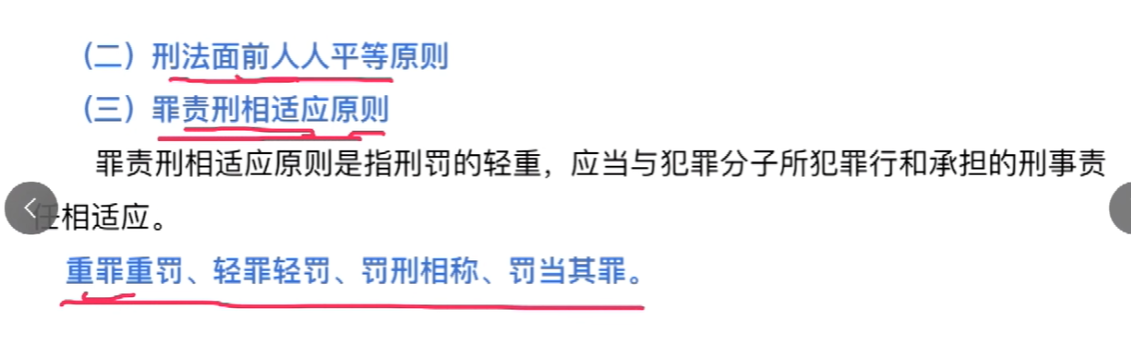 （二）刑法面前人人平等原则
（三）罪责刑相适应原则
罪责刑相适应原则是指刑罚的轻重，应当与犯罪分子所犯罪行和承担的刑事责
任相适应。
重罪重罚、轻罪轻罚、罚刑相称、罚当其罪。